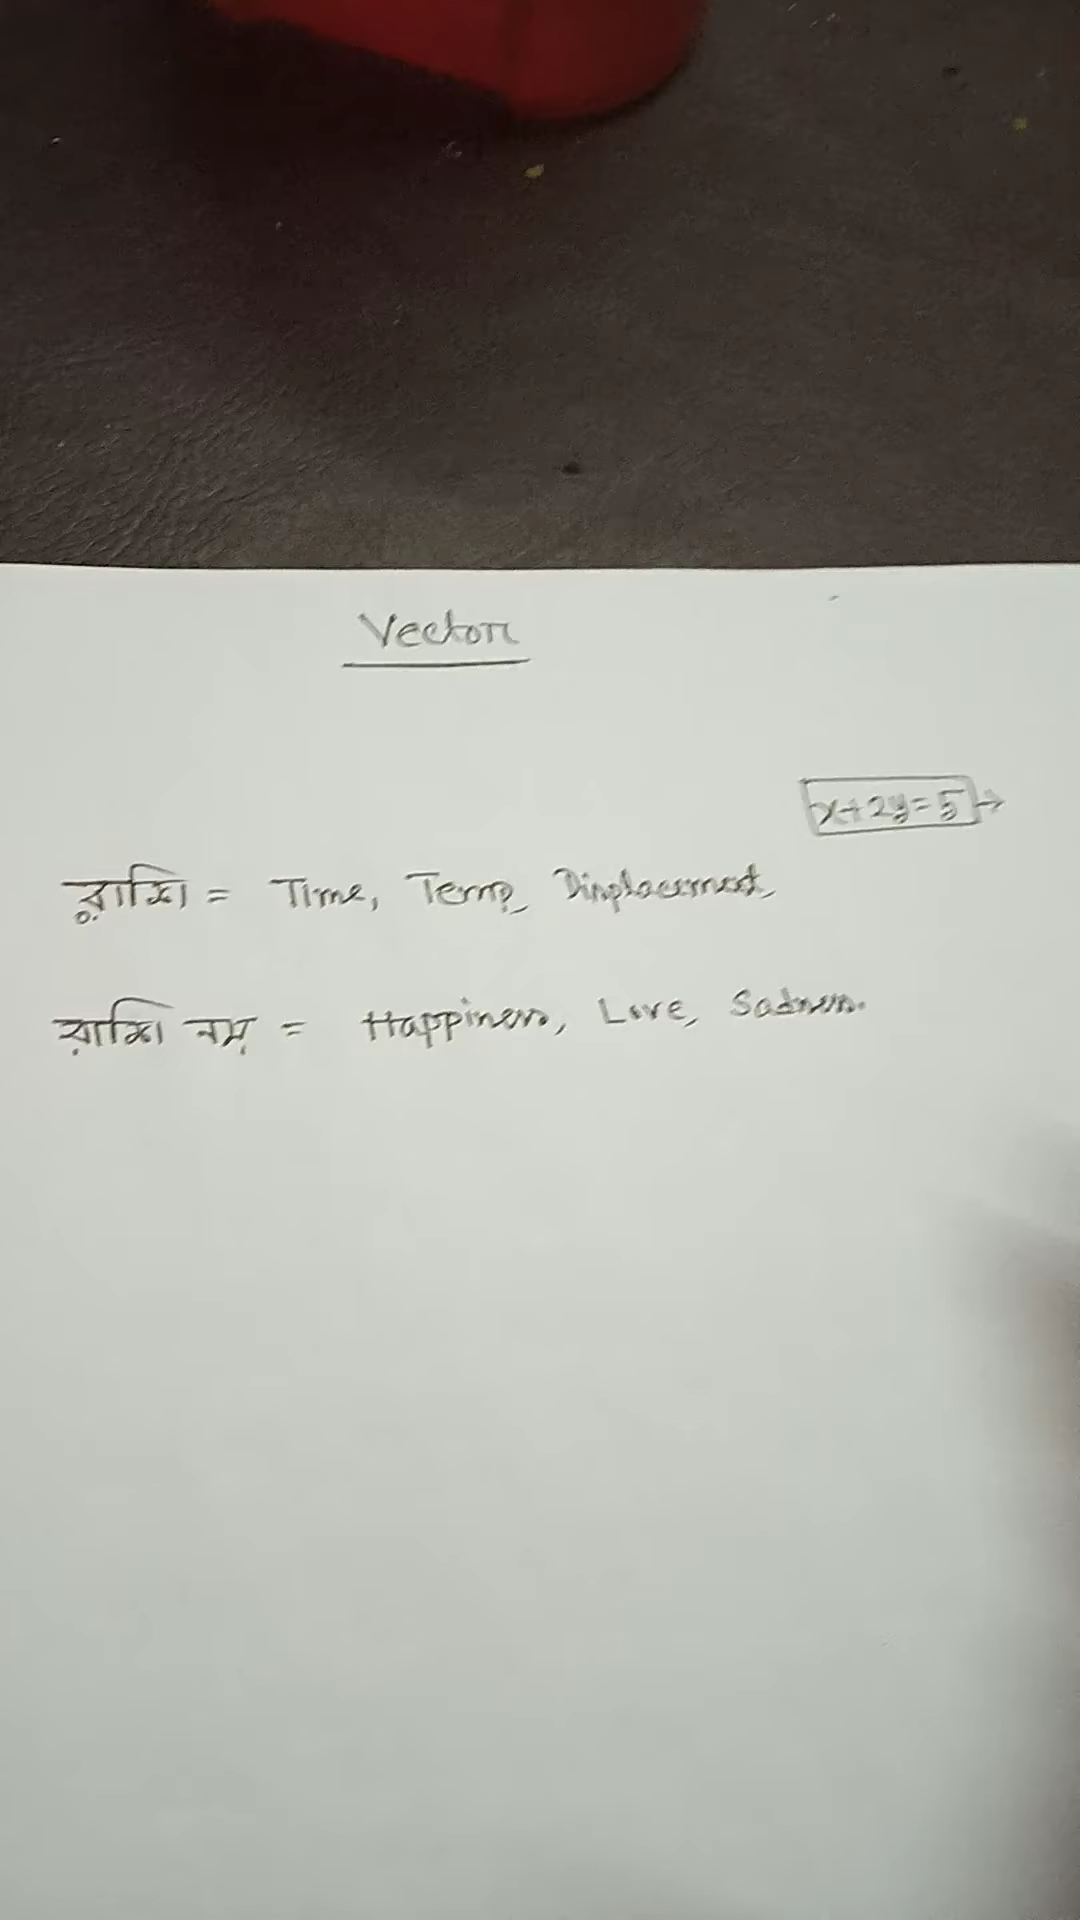 Vector
x+2y=5→
রাশি = Time, Temp, Displacement,
রাশি নয় = Happiness, Love, Sadness.